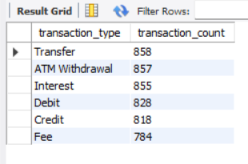 Result Grid Filter Rows:
transaction_type transaction_count
Transfer 858
ATM Withdrawal 857
Interest 855
Debit 828
Credit 818
Fee 784